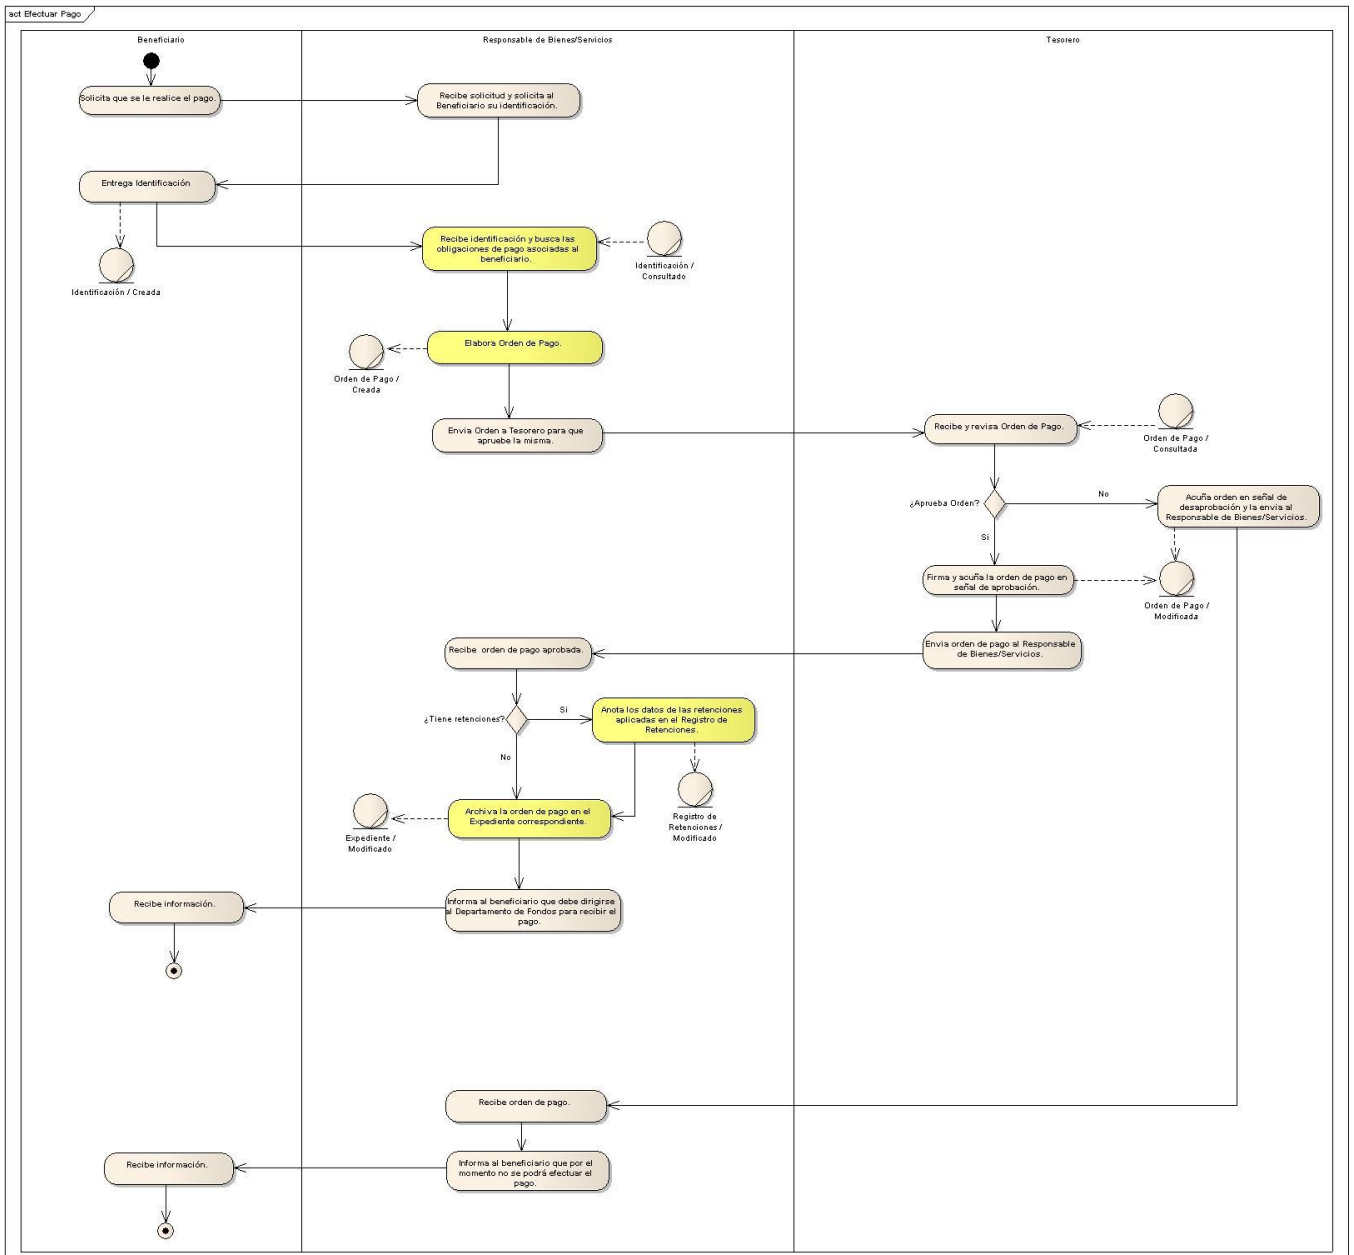 act Efectuar Pago
Beneficiario
Responsable de Bienes/Servicios
Tesorero
Solicita que se le realice el pago.
Recibe solicitud y solicita al
Beneficiario su identificación.
Entrega Identificación
Identificación / Creada
Recibe identificación y busca las
obligaciones de pago asociadas al
beneficiario.
Identificación /
Consultado
Elabora Orden de Pago.
Orden de Pago /
Creada
Envia Orden a Tesorero para que
apruebe la misma.
Recibe y revisa Orden de Pago.
Orden de Pago /
Consultada
¿Aprueba Orden?
No
Acuña orden en señal de
desaprobación y la envia al
Responsable de Bienes/Servicios.
Si
Firma y acuña la orden de pago en
señal de aprobación.
Orden de Pago /
Modificada
Envia orden de pago al Responsable
de Bienes/Servicios.
Recibe orden de pago aprobada.
¿Tiene retenciones?
Si
Anota los datos de las retenciones
aplicadas en el Registro de
Retenciones.
No
Registro de
Retenciones /
Modificado
Archiva la orden de pago en el
Expediente correspondiente.
Expediente /
Modificado
Informa al beneficiario que debe dirigirse
al Departamento de Fondos para recibir el
pago.
Recibe información.
Recibe orden de pago.
Informa al beneficiario que por el
momento no se podrá efectuar el
pago.
Recibe información.